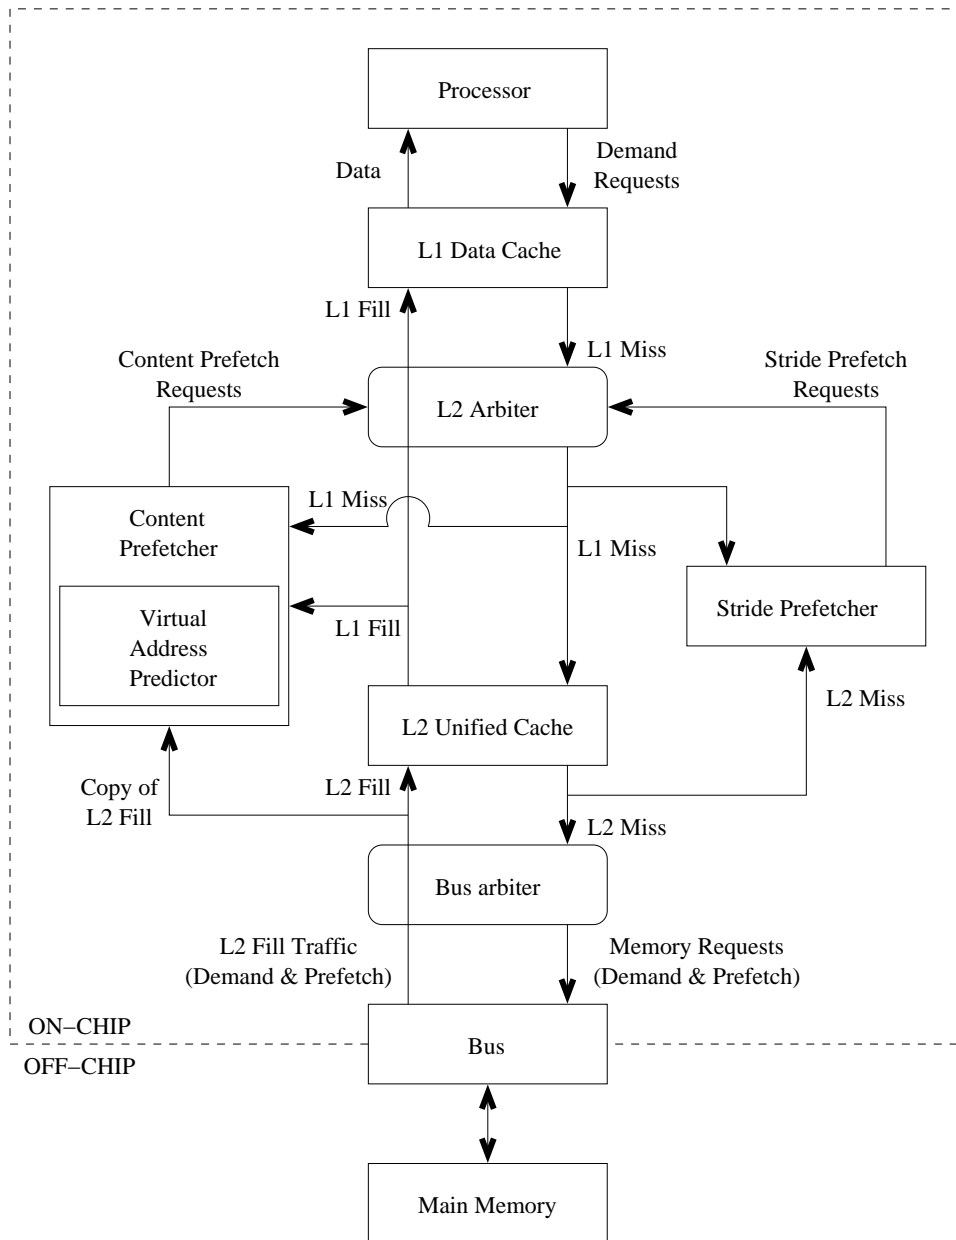 Processor
Data
Demand
Requests
L1 Data Cache
L1 Fill
L1 Miss
Content Prefetch
Requests
Stride Prefetch
Requests
L2 Arbiter
L1 Miss
Content
Prefetcher
L1 Miss
Virtual
Address
Predictor
L1 Fill
Stride Prefetcher
L2 Unified Cache
L2 Miss
Copy of
L2 Fill
L2 Fill
L2 Miss
Bus arbiter
L2 Fill Traffic
(Demand & Prefetch)
Memory Requests
(Demand & Prefetch)
ON−CHIP
Bus
OFF−CHIP
Main Memory